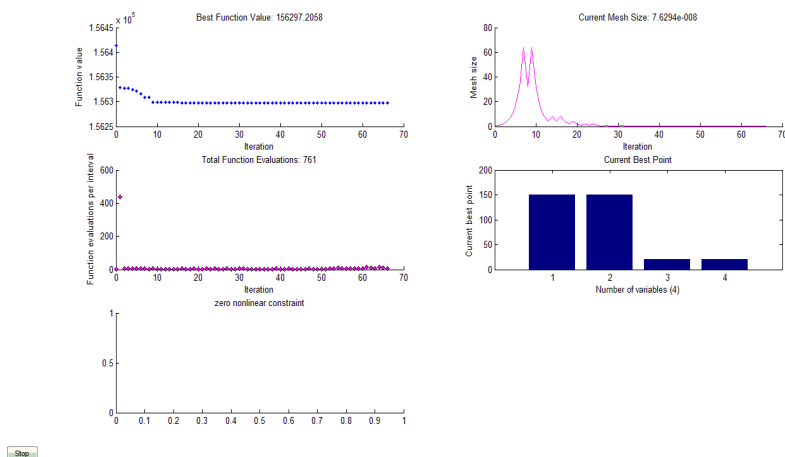 x 10^5
Best Function Value: 156297.2058
1.5645
1.564
1.5635
1.563
1.5625
Function value
0 10 20 30 40 50 60 70
Iteration
Current Mesh Size: 7.6294e-008
80
60
40
20
0
Mesh size
0 10 20 30 40 50 60 70
Iteration
Total Function Evaluations: 761
600
400
200
0
Function evaluations per interval
0 10 20 30 40 50 60 70
Iteration
Current Best Point
200
150
100
50
0
Current best point
1 2 3 4
Number of variables (4)
zero nonlinear constraint
1
0.5
0
0 0.1 0.2 0.3 0.4 0.5 0.6 0.7 0.8 0.9 1
Stop